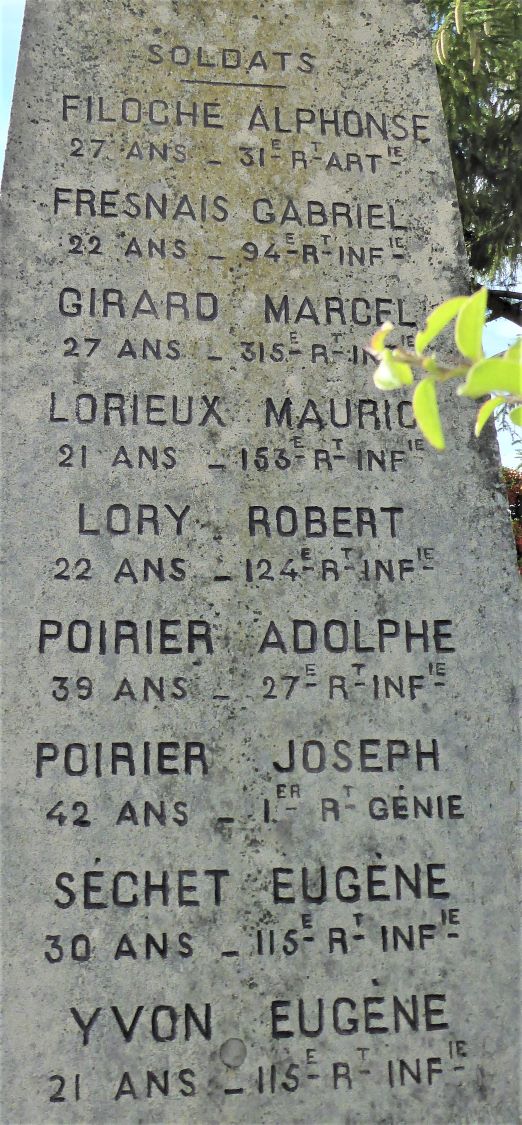 SOLDATS
FILOCHE ALPHONSE
27 ANS - 31E RT ARTIE
FRESNAIS GABRIEL
22 ANS - 94E RT INFIE
GIRARD MARCEL
27 ANS - 315E RT INFIE
LORIEUX
21 ANS - 153E RT INFIE
LORY ROBERT
22 ANS - 124E RT INFIE
POIRIER ADOLPHE
39 ANS - 27E RT INFIE
POIRIER JOSEPH
42 ANS - 1ER RT GÉNIE
SÉCHET EUGÈNE
30 ANS - 115E RT INFIE
YVON EUGÈNE
21 ANS - 115E RT INFIE